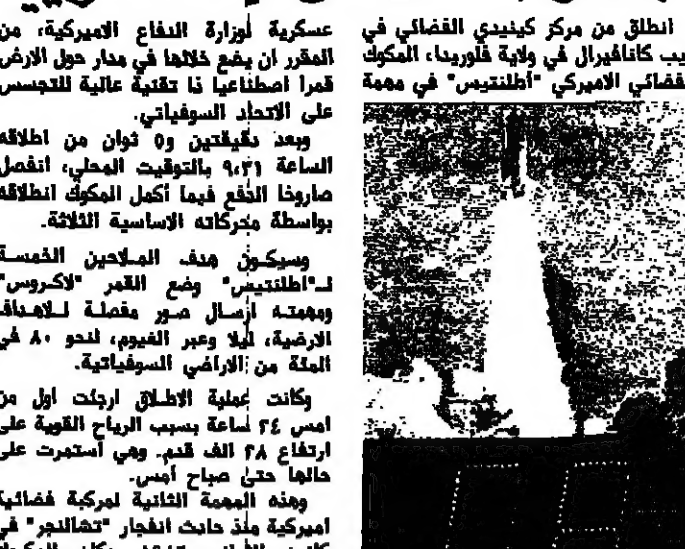 انطلق من مركز كينيدي الفضائي في
يب كانافيرال في ولاية فلوريدا، المكوك
فضائي الاميركي "أطلنتيس" في مهمة
عسكرية لوزارة الدفاع الاميركية، من
المقرر ان يضع خلالها في مدار حول الارض
قمرا اصطناعيا ذا تقنية عالية للتجسس
على الاتحاد السوفياتي.
وبعد دقيقتين و٥ ثوان من اطلاقه
الساعة ٩،٣١ بالتوقيت المحلي، انفصل
صاروخا الدفع فيما أكمل المكوك انطلاقه
بواسطة محركاته الاساسية الثلاثة.
وسيكون هدف الملاحين الخمسة
لـ"اطلنتيس" وضع القمر "لاكروس"
ومهمته ارسال صور مفصلة للاهداف
الارضية، ليلا وعبر الغيوم، لنحو ٨٠ في
المئة من الاراضي السوفياتية.
وكانت عملية الاطلاق ارجئت اول من
امس ٢٤ ساعة بسبب الرياح القوية على
ارتفاع ٣٨ الف قدم. وهي استمرت على
حالها حتى صباح أمس.
وهذه المهمة الثانية لمركبة فضائية
اميركية منذ حادث انفجار "تشالنجر" في